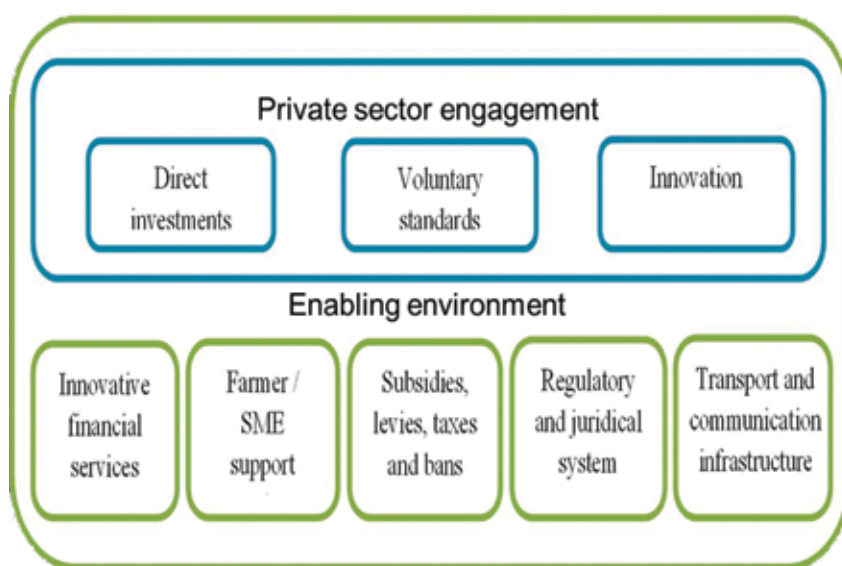 Private sector engagement
Direct
investments
Voluntary
standards
Innovation
Enabling environment
Innovative
financial
services
Farmer /
SME
support
Subsidies,
levies, taxes
and bans
Regulatory
and juridical
system
Transport and
communication
infrastructure